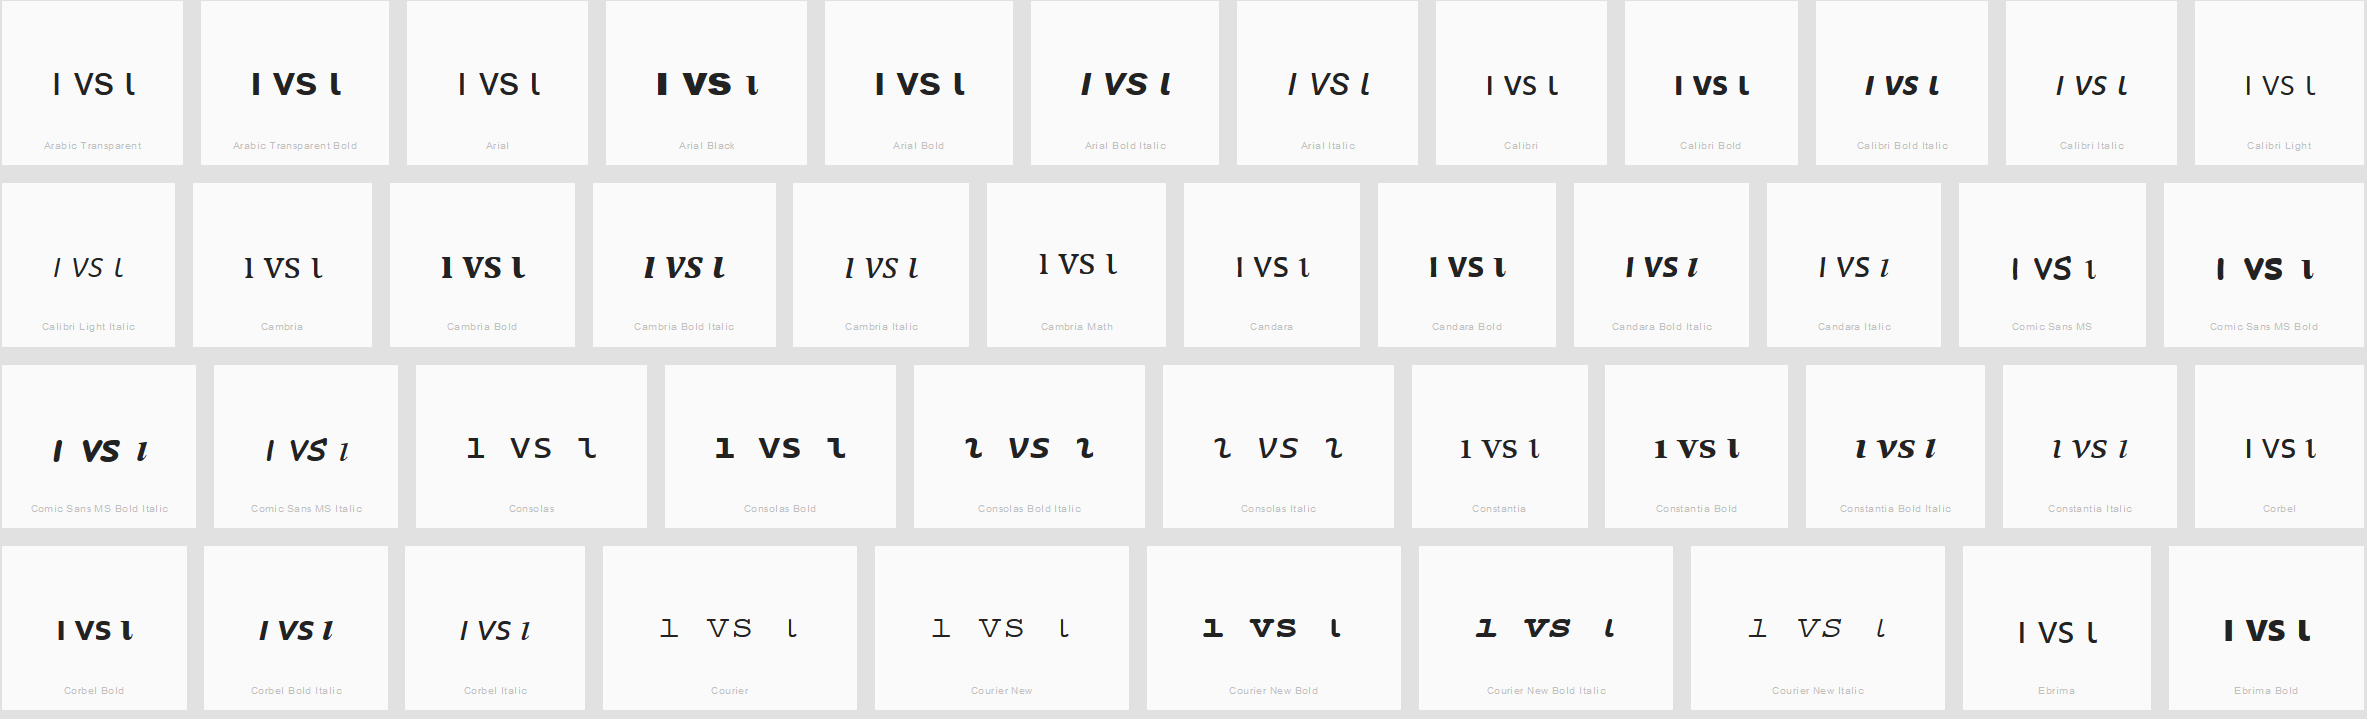 ı vs ɩ ı vs ɩ ı vs ɩ ı vs ɩ ı vs ɩ ı vs ɩ ı vs ɩ ı vs ɩ ı vs ɩ ı vs ɩ ı vs ɩ ı vs ɩ
Arabic Transparent Arabic Transparent Bold Arial Arial Black Arial Bold Arial Bold Italic Arial Italic Calibri Calibri Bold Calibri Bold Italic Calibri Italic Calibri Light
ı vs ɩ ı vs ɩ ı vs ɩ ı vs ɩ ı vs ɩ ı vs ɩ ı vs ɩ ı vs ɩ ı vs ɩ ı vs ɩ ı vs ɩ ı vs ɩ
Calibri Light Italic Cambria Cambria Bold Cambria Bold Italic Cambria Italic Cambria Math Candara Candara Bold Candara Bold Italic Candara Italic Comic Sans MS Comic Sans MS Bold
ı vs ɩ ı vs ɩ ı vs ɩ ı vs ɩ ı vs ɩ ı vs ɩ ı vs ɩ ı vs ɩ ı vs ɩ ı vs ɩ ı vs ɩ
Comic Sans MS Bold Italic Comic Sans MS Italic Consolas Consolas Bold Consolas Bold Italic Consolas Italic Constantia Constantia Bold Constantia Bold Italic Constantia Italic Corbel
ı vs ɩ ı vs ɩ ı vs ɩ ı vs ɩ ı vs ɩ ı vs ɩ ı vs ɩ ı vs ɩ ı vs ɩ ı vs ɩ
Corbel Bold Corbel Bold Italic Corbel Italic Courier Courier New Courier New Bold Courier New Bold Italic Courier New Italic Ebrima Ebrima Bold